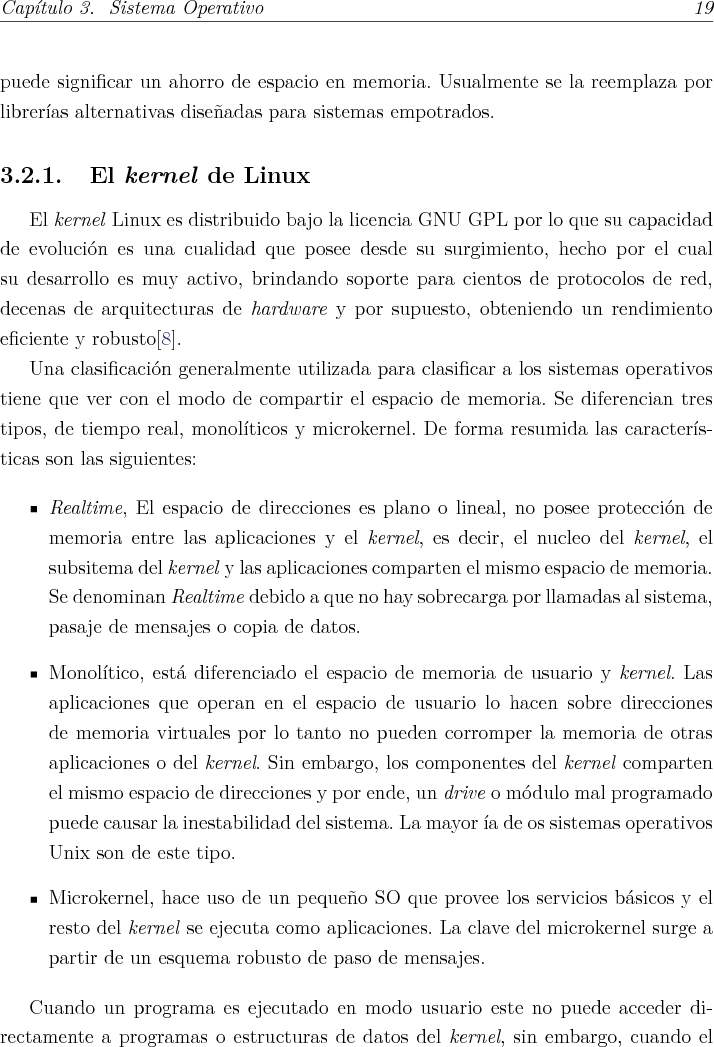 Capítulo 3. Sistema Operativo 19
puede significar un ahorro de espacio en memoria. Usualmente se la reemplaza por
librerías alternativas diseñadas para sistemas empotrados.
3.2.1. El kernel de Linux
El kernel Linux es distribuido bajo la licencia GNU GPL por lo que su capacidad
de evolución es una cualidad que posee desde su surgimiento, hecho por el cual
su desarrollo es muy activo, brindando soporte para cientos de protocolos de red,
decenas de arquitecturas de hardware y por supuesto, obteniendo un rendimiento
eficiente y robusto[8].
Una clasificación generalmente utilizada para clasificar a los sistemas operativos
tiene que ver con el modo de compartir el espacio de memoria. Se diferencian tres
tipos, de tiempo real, monolíticos y microkernel. De forma resumida las caracterís-
ticas son las siguientes:
▪ Realtime, El espacio de direcciones es plano o lineal, no posee protección de
memoria entre las aplicaciones y el kernel, es decir, el nucleo del kernel, el
subsitema del kernel y las aplicaciones comparten el mismo espacio de memoria.
Se denominan Realtime debido a que no hay sobrecarga por llamadas al sistema,
pasaje de mensajes o copia de datos.
▪ Monolítico, está diferenciado el espacio de memoria de usuario y kernel. Las
aplicaciones que operan en el espacio de usuario lo hacen sobre direcciones
de memoria virtuales por lo tanto no pueden corromper la memoria de otras
aplicaciones o del kernel. Sin embargo, los componentes del kernel comparten
el mismo espacio de direcciones y por ende, un drive o módulo mal programado
puede causar la inestabilidad del sistema. La mayor ía de os sistemas operativos
Unix son de este tipo.
▪ Microkernel, hace uso de un pequeño SO que provee los servicios básicos y el
resto del kernel se ejecuta como aplicaciones. La clave del microkernel surge a
partir de un esquema robusto de paso de mensajes.
Cuando un programa es ejecutado en modo usuario este no puede acceder di-
rectamente a programas o estructuras de datos del kernel, sin embargo, cuando el